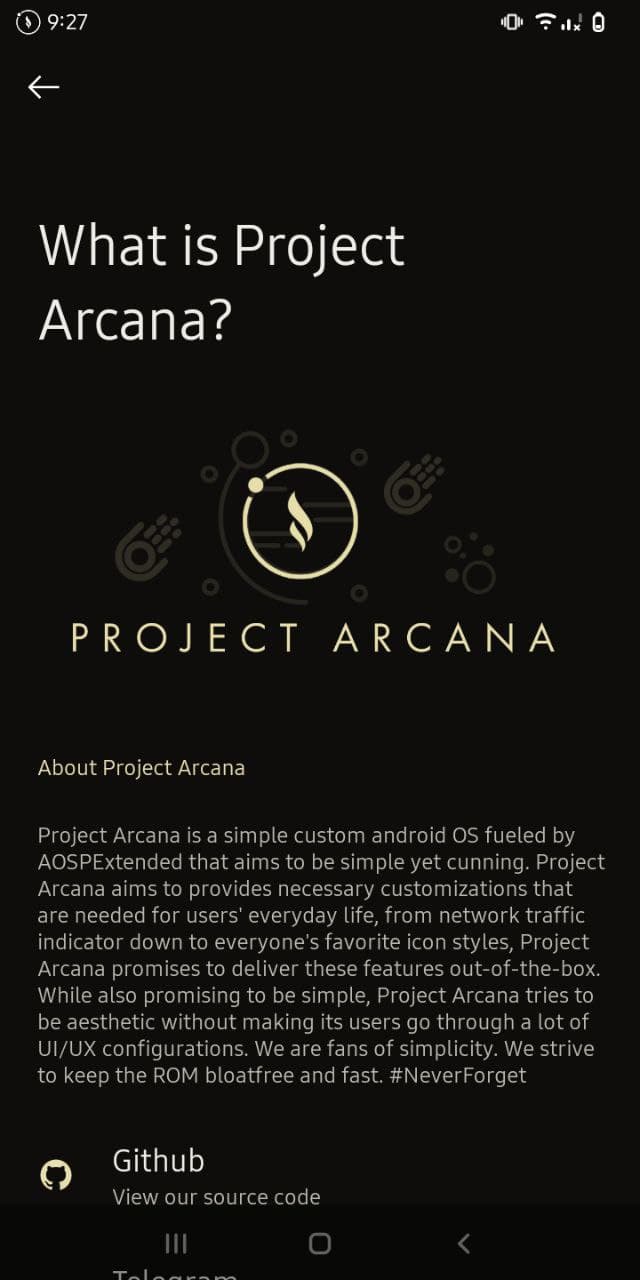 9:27
What is Project
Arcana?
PROJECT ARCANA
About Project Arcana
Project Arcana is a simple custom android OS fueled by
AOSPExtended that aims to be simple yet cunning. Project
Arcana aims to provides necessary customizations that
are needed for users' everyday life, from network traffic
indicator down to everyone's favorite icon styles, Project
Arcana promises to deliver these features out-of-the-box.
While also promising to be simple, Project Arcana tries to
be aesthetic without making its users go through a lot of
UI/UX configurations. We are fans of simplicity. We strive
to keep the ROM bloatfree and fast. #NeverForget
Github
View our source code
Telegram